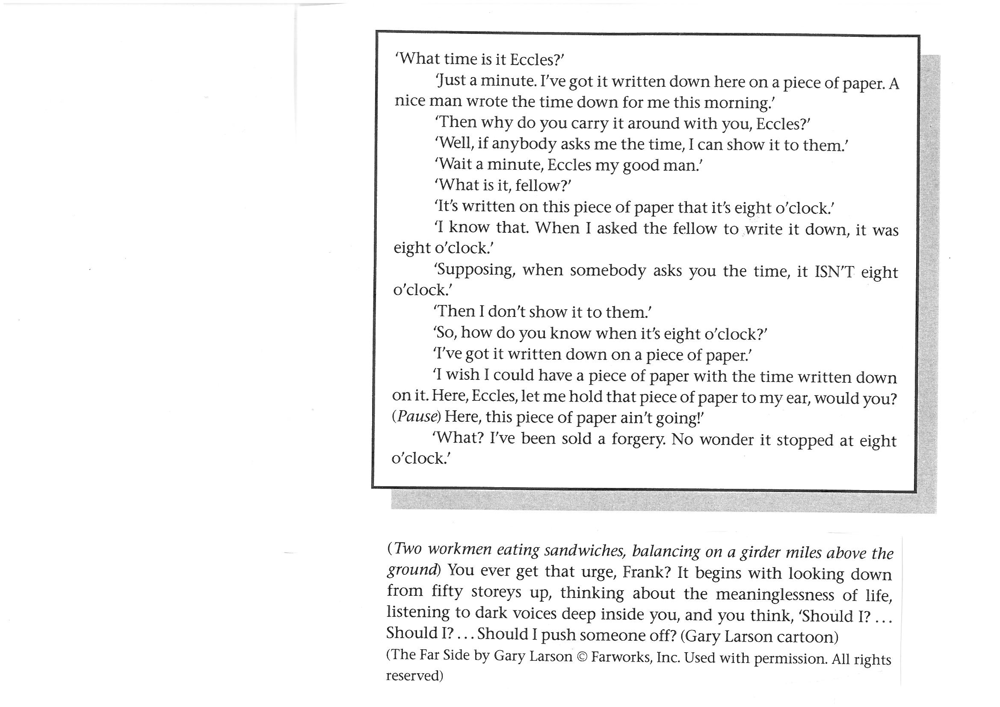 ‘What time is it Eccles?’
‘Just a minute. I’ve got it written down here on a piece of paper. A
nice man wrote the time down for me this morning.’
‘Then why do you carry it around with you, Eccles?’
‘Well, if anybody asks me the time, I can show it to them.’
‘Wait a minute, Eccles my good man.’
‘What is it, fellow?’
‘It’s written on this piece of paper that it’s eight o’clock.’
‘I know that. When I asked the fellow to write it down, it was
eight o’clock.’
‘Supposing, when somebody asks you the time, it ISN’T eight
o’clock.’
‘Then I don’t show it to them.’
‘So, how do you know when it’s eight o’clock?’
‘I’ve got it written down on a piece of paper.’
‘I wish I could have a piece of paper with the time written down
on it. Here, Eccles, let me hold that piece of paper to my ear, would you?
(Pause) Here, this piece of paper ain’t going!’
‘What? I’ve been sold a forgery. No wonder it stopped at eight
o’clock.’
(Two workmen eating sandwiches, balancing on a girder miles above the
ground) You ever get that urge, Frank? It begins with looking down
from fifty storeys up, thinking about the meaninglessness of life,
listening to dark voices deep inside you, and you think, ‘Should I? ...
Should I? ... Should I push someone off? (Gary Larson cartoon)
(The Far Side by Gary Larson © Farworks, Inc. Used with permission. All rights
reserved)